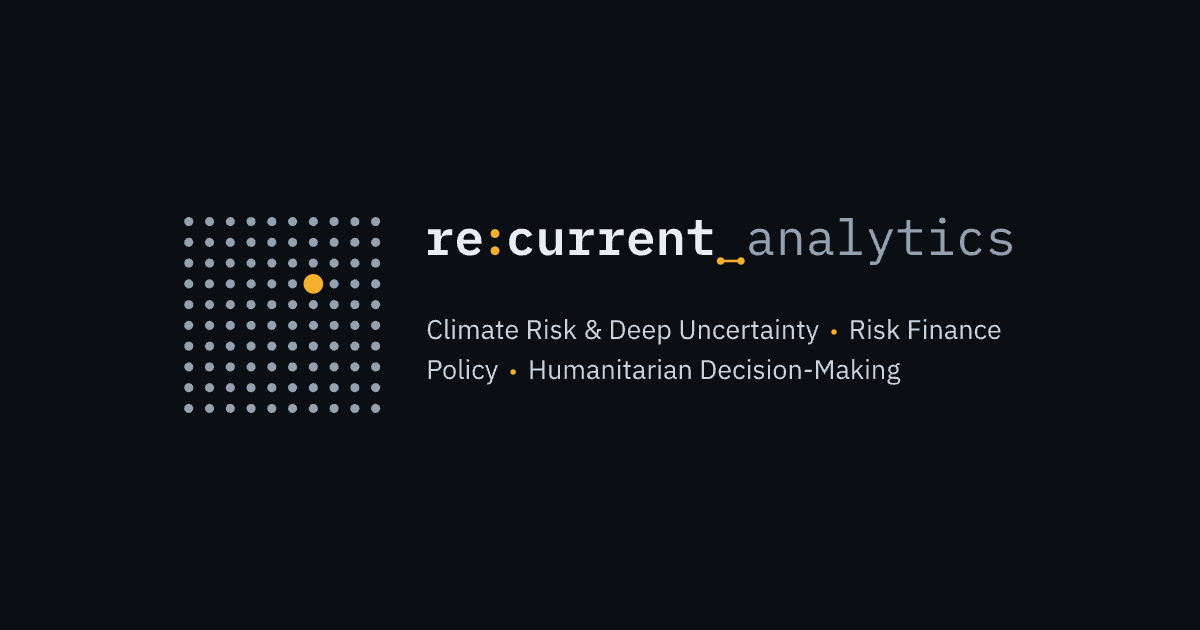 re:current_analytics
Climate Risk & Deep Uncertainty • Risk Finance
Policy • Humanitarian Decision-Making